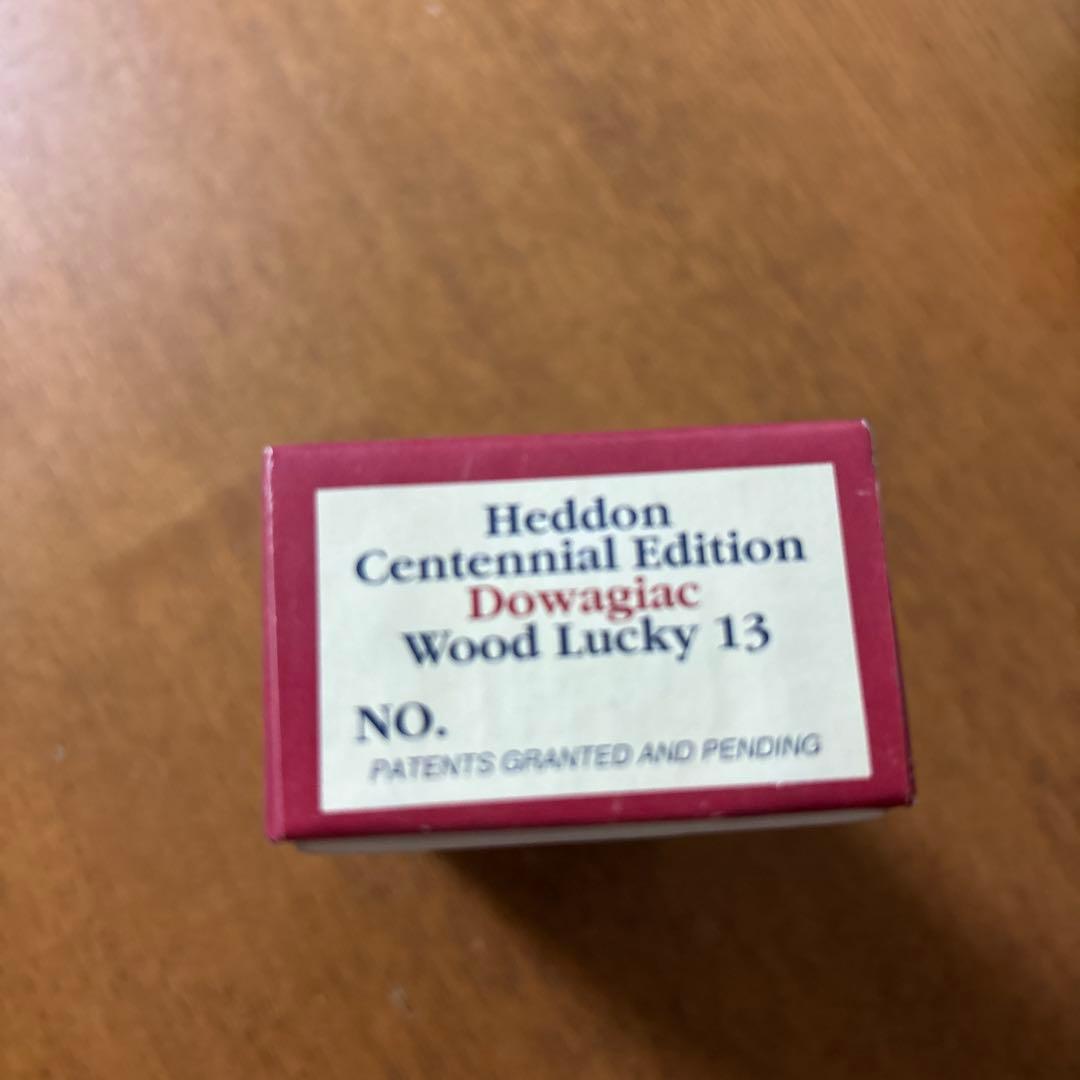 Heddon
Centennial Edition
Dowagiac
Wood Lucky 13
NO.
PATENTS GRANTED AND PENDING